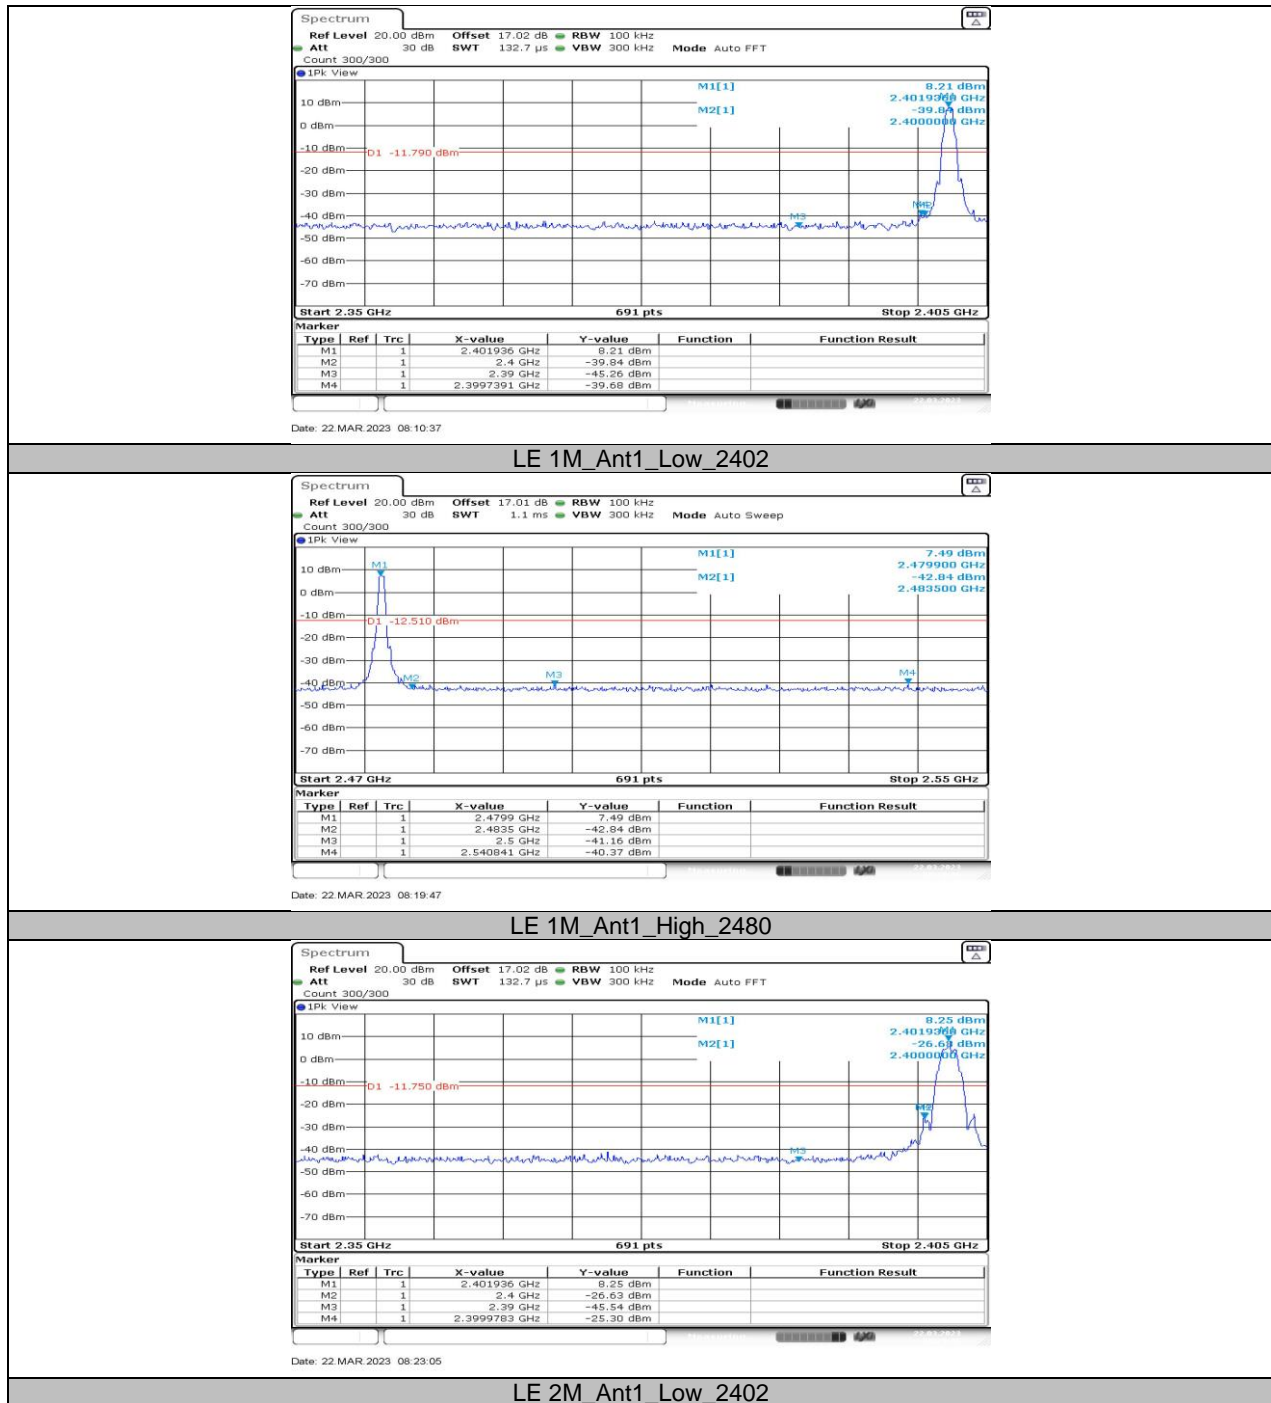 Spectrum
Ref Level 20.00 dBm Offset 17.02 dB RBW 100 kHz
Att 30 dB SWT 132.7 µs VBW 300 kHz Mode Auto FFT
Count 300/300
1Pk View
M1[1] 8.21 dBm
2.4019360 GHz
M2[1] -39.84 dBm
2.4000000 GHz
10 dBm
0 dBm
-10 dBm
D1 -11.790 dBm
-20 dBm
-30 dBm
-40 dBm
M3
-50 dBm
-60 dBm
-70 dBm
Start 2.35 GHz 691 pts Stop 2.405 GHz
Marker
Type Ref Trc X-value Y-value Function Function Result
M1 1 2.401936 GHz 8.21 dBm
M2 1 2.4 GHz -39.84 dBm
M3 1 2.39 GHz -45.26 dBm
M4 1 2.3997391 GHz -39.68 dBm
Date: 22.MAR.2023 08:10:37
LE 1M_Ant1_Low_2402
Spectrum
Ref Level 20.00 dBm Offset 17.01 dB RBW 100 kHz
Att 30 dB SWT 1.1 ms VBW 300 kHz Mode Auto Sweep
Count 300/300
1Pk View
M1[1] 7.49 dBm
2.479900 GHz
M2[1] -42.84 dBm
2.483500 GHz
M1
10 dBm
0 dBm
-10 dBm
D1 -12.510 dBm
-20 dBm
-30 dBm
-40 dBm
M2 M3 M4
-50 dBm
-60 dBm
-70 dBm
Start 2.47 GHz 691 pts Stop 2.55 GHz
Marker
Type Ref Trc X-value Y-value Function Function Result
M1 1 2.4799 GHz 7.49 dBm
M2 1 2.4835 GHz -42.84 dBm
M3 1 2.5 GHz -41.16 dBm
M4 1 2.540841 GHz -40.37 dBm
Date: 22.MAR.2023 08:19:47
LE 1M_Ant1_High_2480
Spectrum
Ref Level 20.00 dBm Offset 17.02 dB RBW 100 kHz
Att 30 dB SWT 132.7 µs VBW 300 kHz Mode Auto FFT
Count 300/300
1Pk View
M1[1] 8.25 dBm
2.4019360 GHz
M2[1] -26.63 dBm
2.4000000 GHz
10 dBm
0 dBm
-10 dBm
D1 -11.750 dBm
-20 dBm
-30 dBm
-40 dBm
M3
-50 dBm
-60 dBm
-70 dBm
Start 2.35 GHz 691 pts Stop 2.405 GHz
Marker
Type Ref Trc X-value Y-value Function Function Result
M1 1 2.401936 GHz 8.25 dBm
M2 1 2.4 GHz -26.63 dBm
M3 1 2.39 GHz -45.54 dBm
M4 1 2.3999783 GHz -25.30 dBm
Date: 22.MAR.2023 08:23:05
LE 2M_Ant1_Low_2402